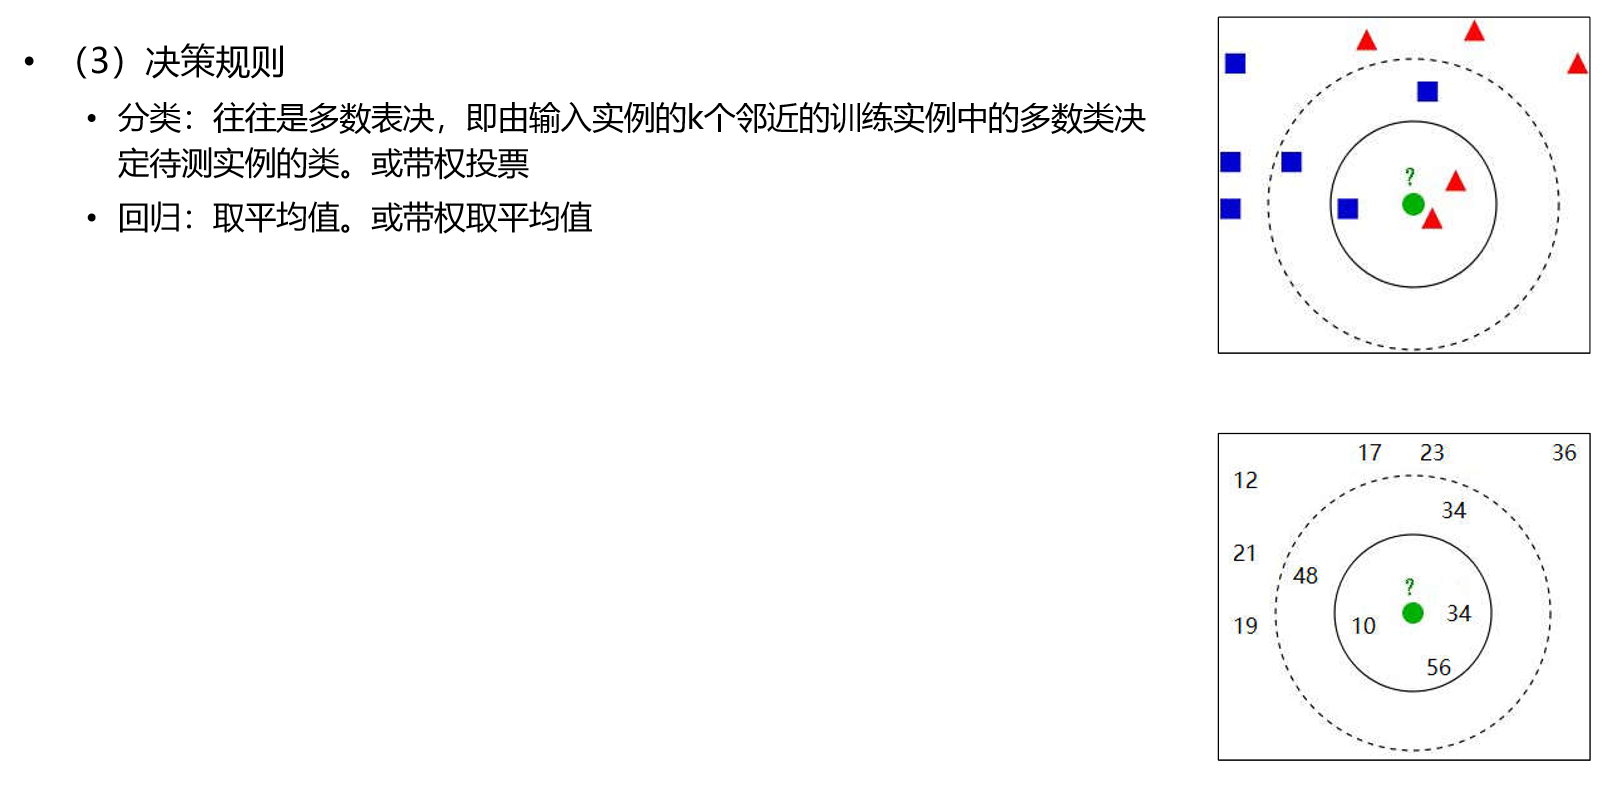 • （3）决策规则
• 分类：往往是多数表决，即由输入实例的k个邻近的训练实例中的多数类决
定待测实例的类。或带权投票
• 回归：取平均值。或带权取平均值
?
17 23 36
12
34
21
48
?
10 34
19
56